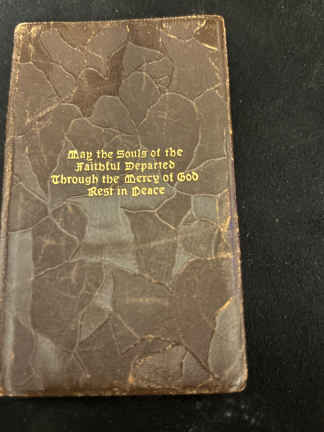 May the Souls of the
Faithful Departed
Through the Mercy of God
Rest in Peace